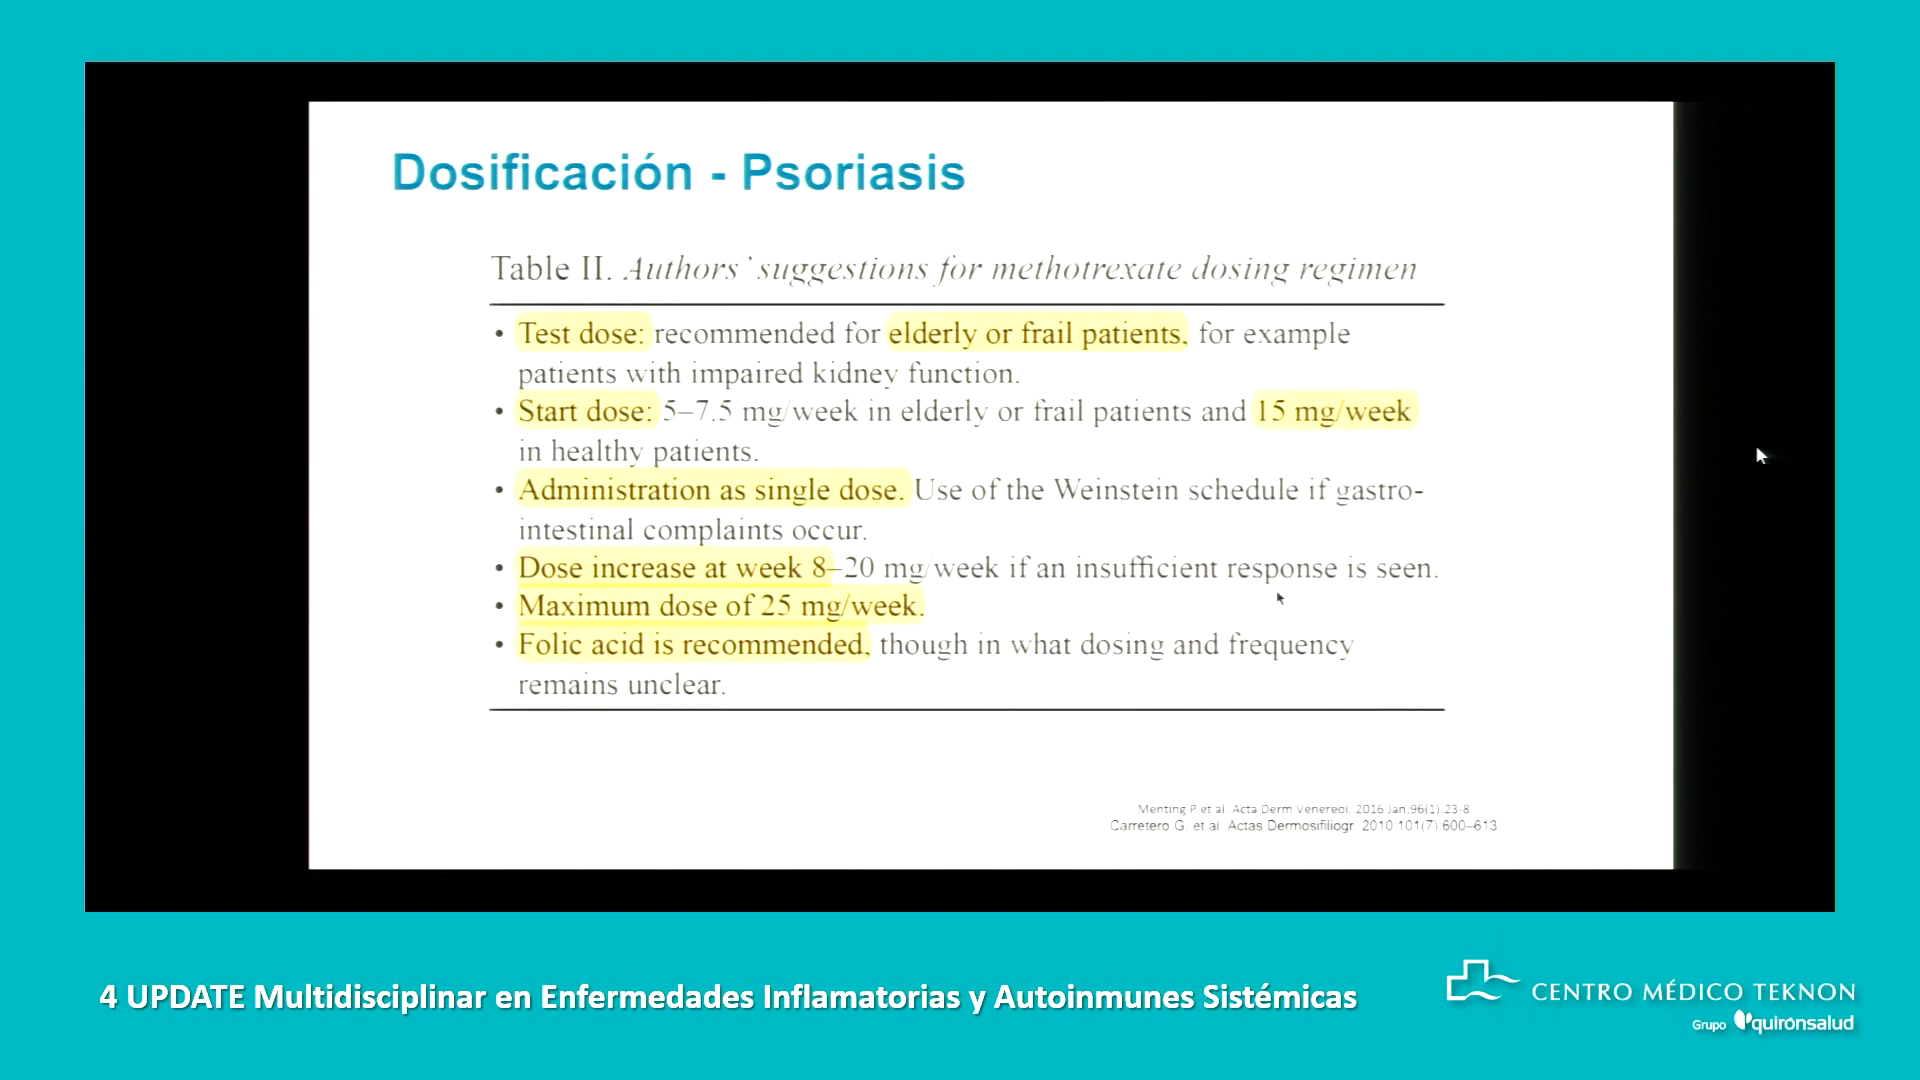 Dosificación - Psoriasis
Table II. Authors' suggestions for methotrexate dosing regimen
• Test dose: recommended for elderly or frail patients, for example
patients with impaired kidney function.
• Start dose: 5–7.5 mg/week in elderly or frail patients and 15 mg/week
in healthy patients.
• Administration as single dose. Use of the Weinstein schedule if gastro-
intestinal complaints occur.
• Dose increase at week 8–20 mg/week if an insufficient response is seen.
• Maximum dose of 25 mg/week.
• Folic acid is recommended, though in what dosing and frequency
remains unclear.
Menting P et al. Acta Derm Venereol. 2016 Jan;96(1):23-8
Carretero G. et al. Actas Dermosifiliogr. 2010;101(7):600–613
4 UPDATE Multidisciplinar en Enfermedades Inflamatorias y Autoinmunes Sistémicas
CENTRO MÉDICO TEKNON
Grupo quirónsalud